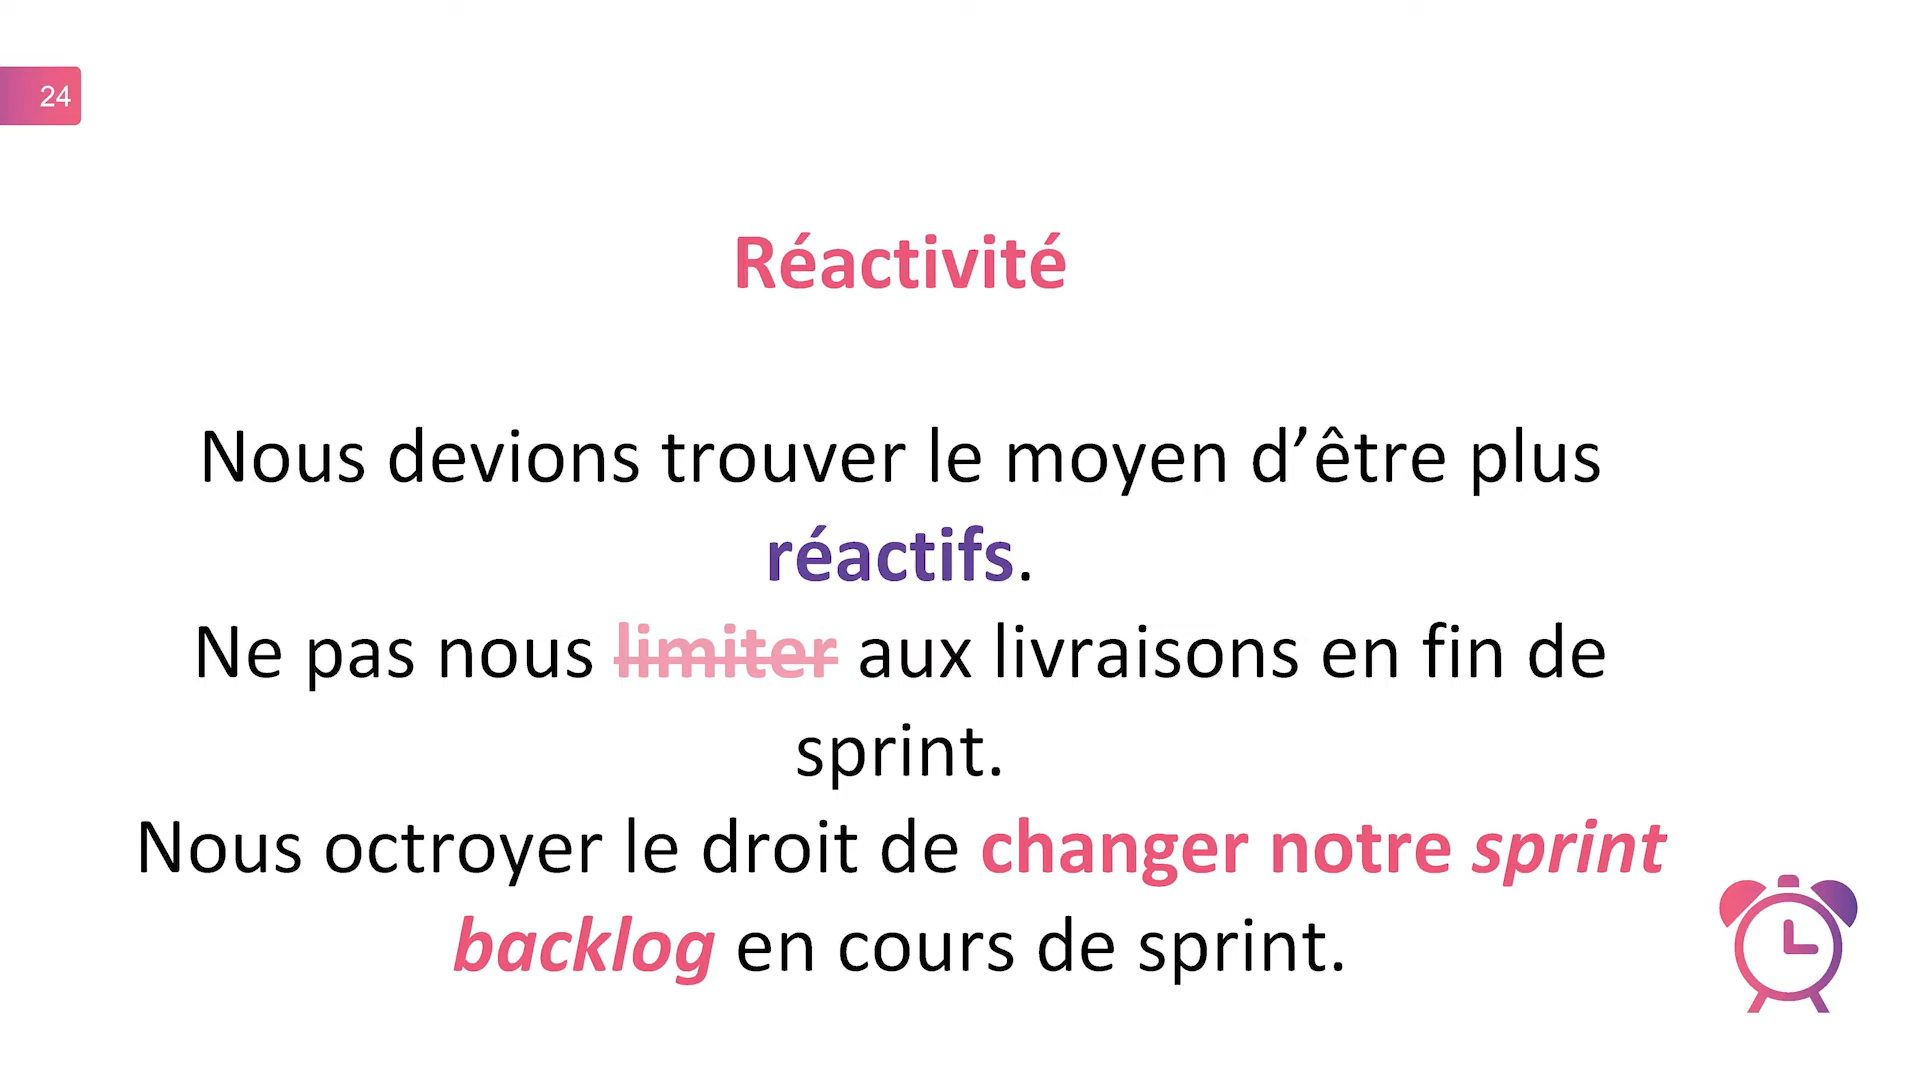 24
Réactivité
Nous devions trouver le moyen d’être plus
réactifs.
Ne pas nous limiter aux livraisons en fin de
sprint.
Nous octroyer le droit de changer notre sprint
backlog en cours de sprint.